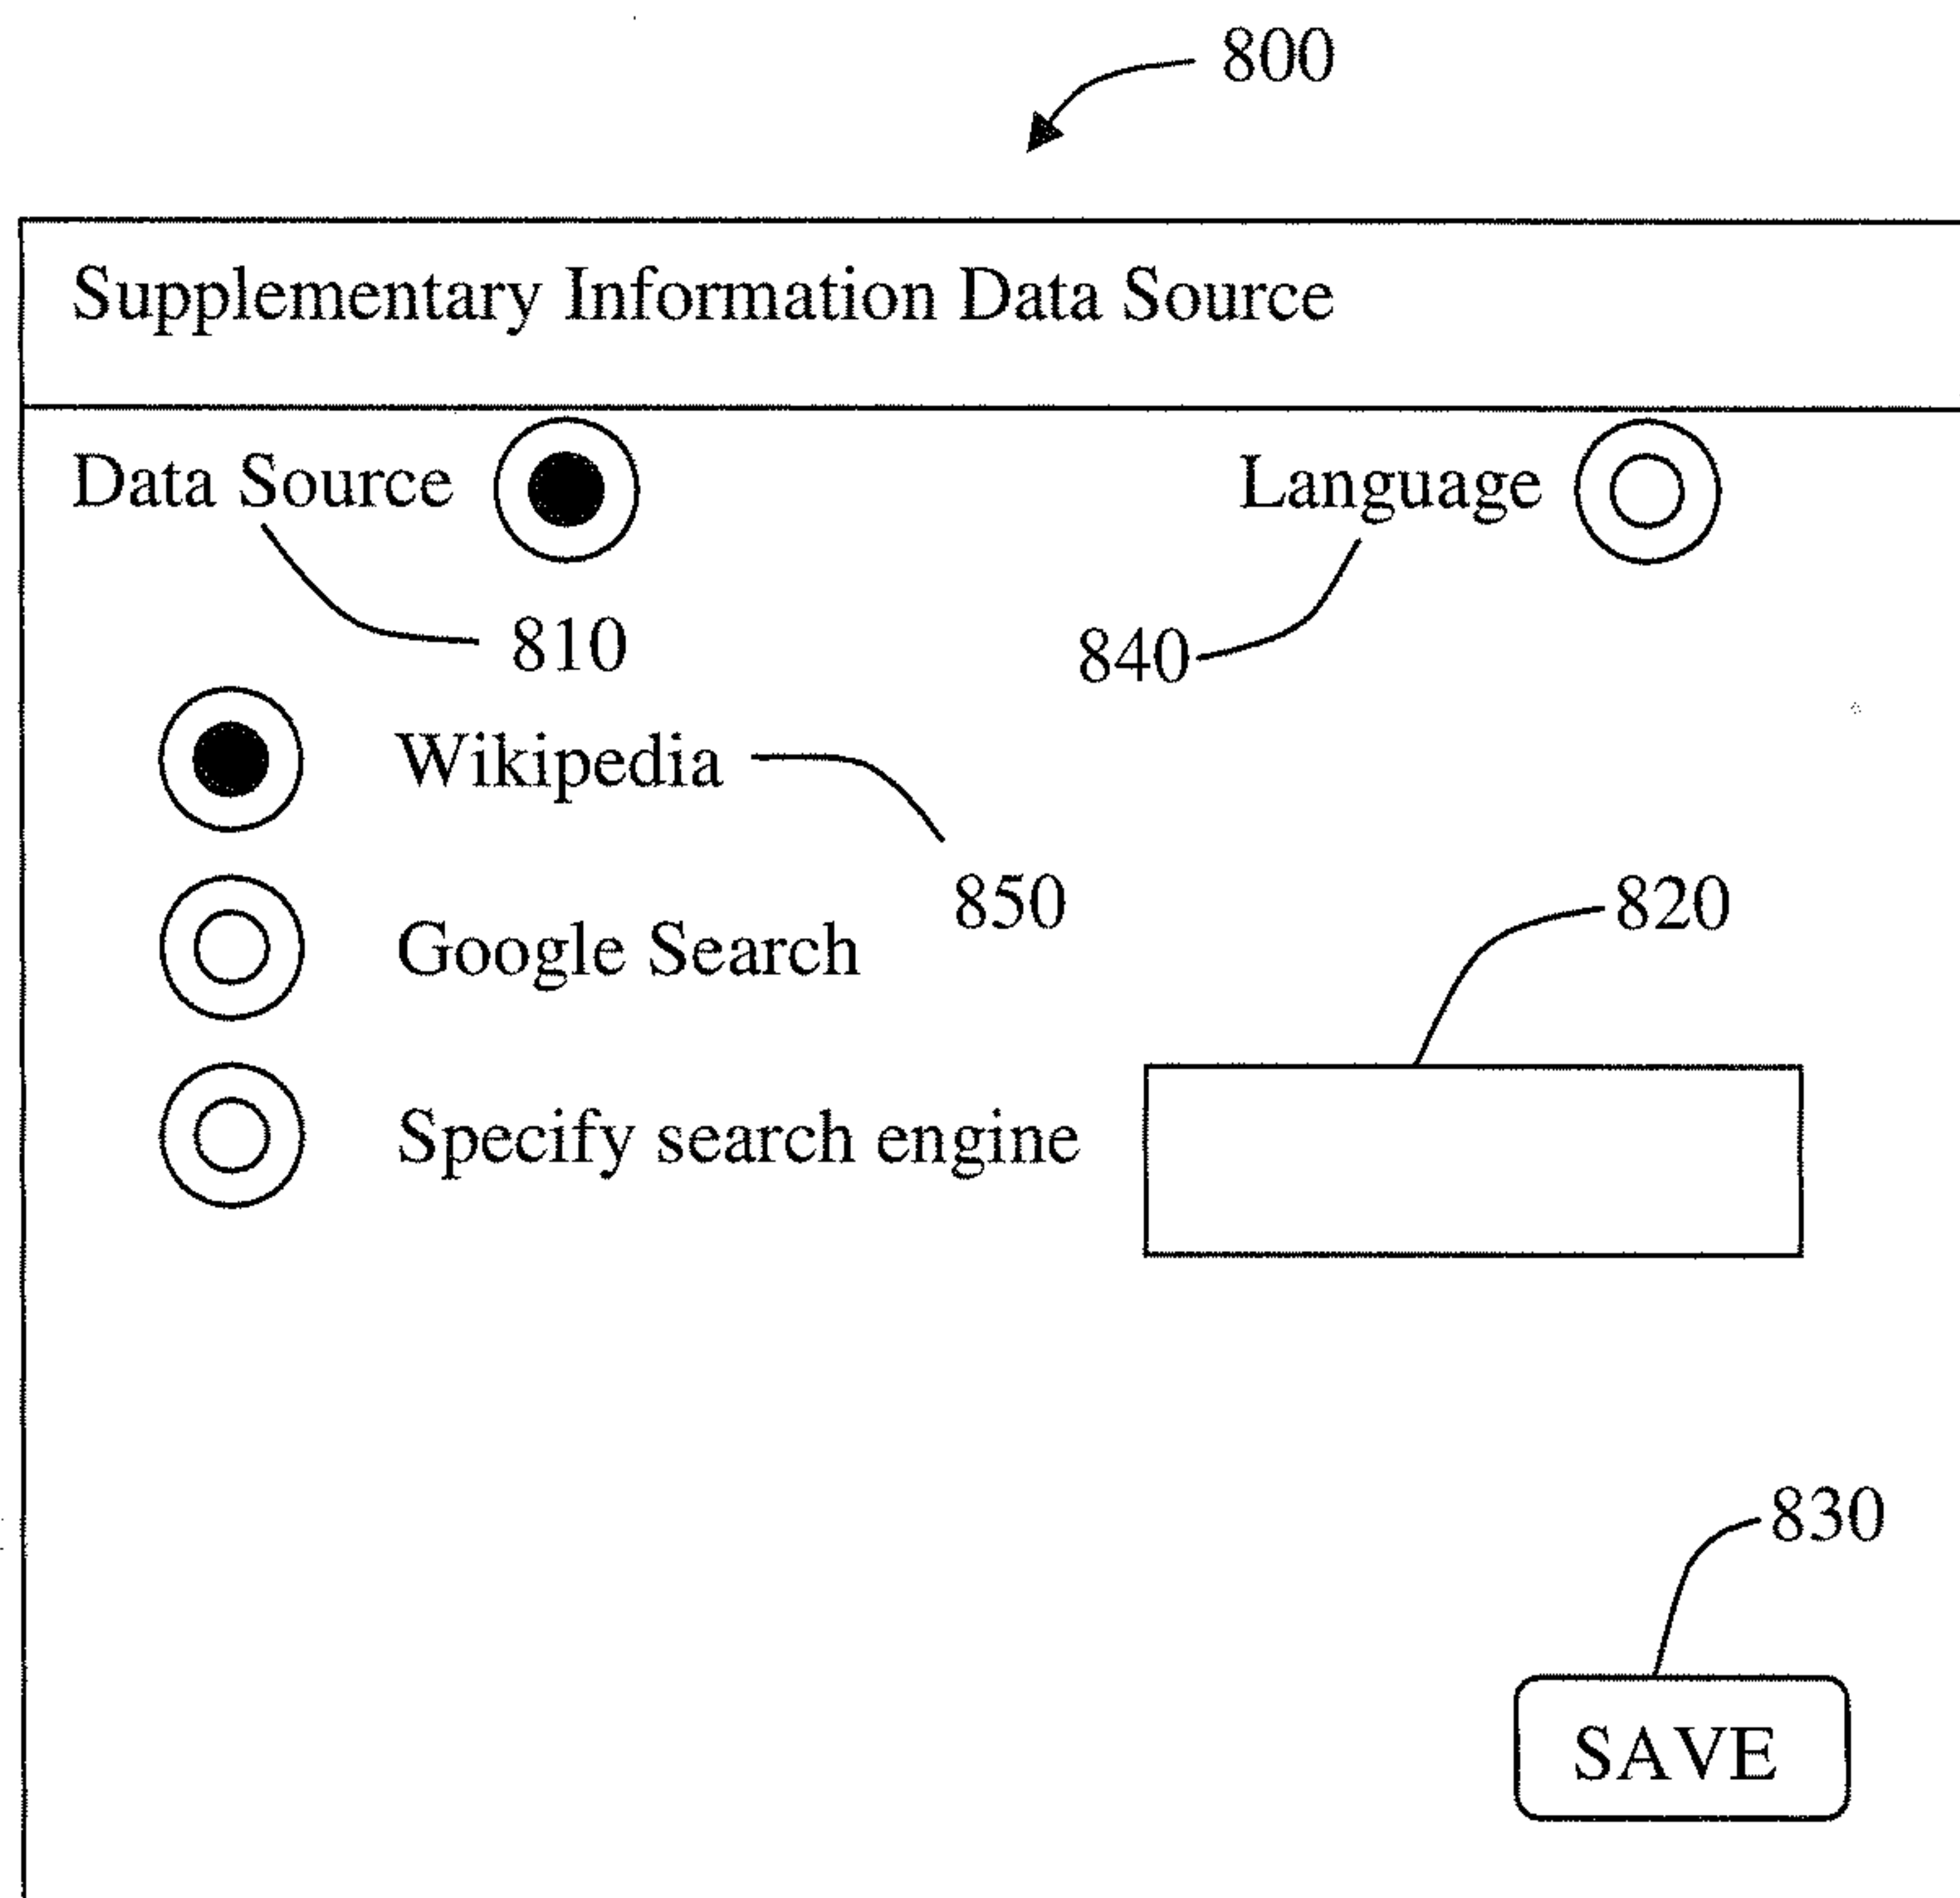 800
Supplementary Information Data Source
Data Source Language
810 840
Wikipedia
850 820
Google Search
Specify search engine
830
SAVE